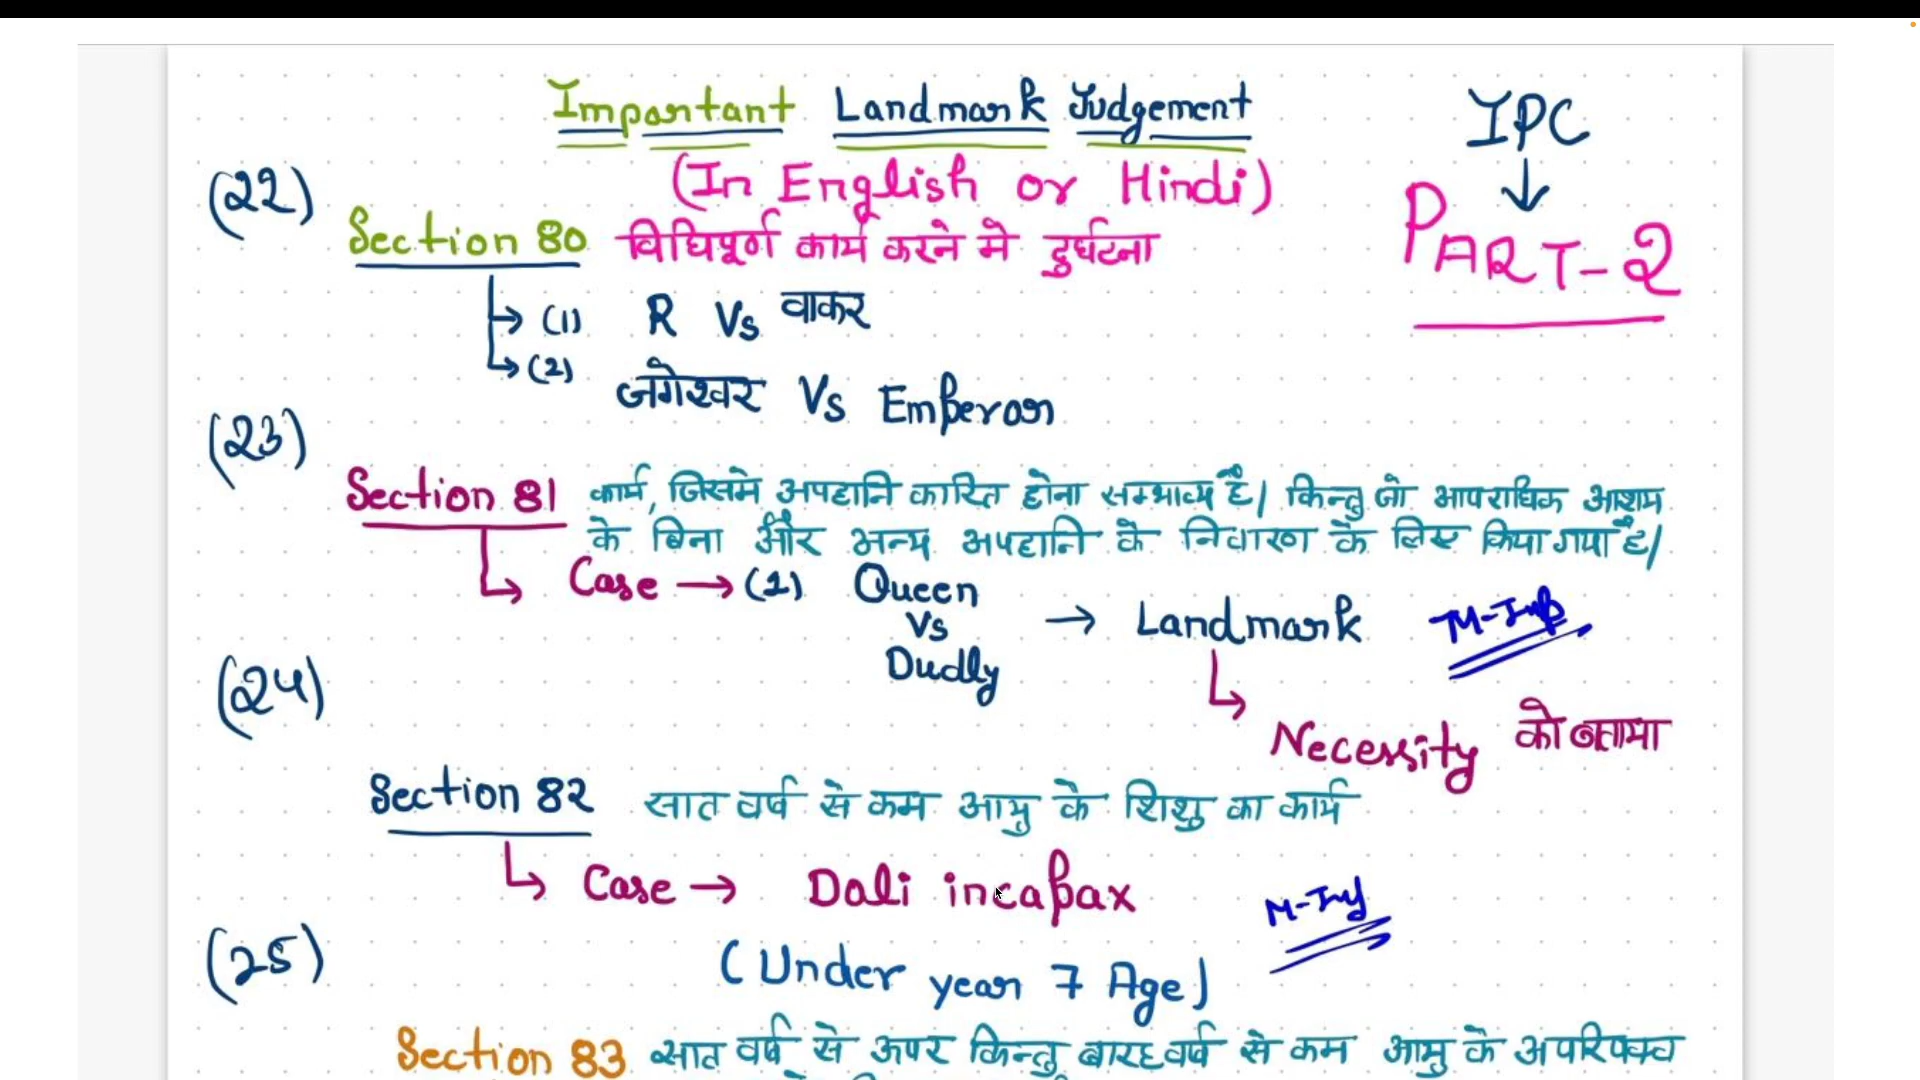 Important Landmark Judgement
IPC
(In English or Hindi)
PART-2
(22)
Section 80 विधिपूर्ण कार्य करने मे दुर्घटना
(1) R Vs वाकर
(2) जगेश्वर Vs Emperor
(23)
Section 81 कार्य, जिसमे अपहानि कारित होना सम्भाव्य है। किन्तु जो आपराधिक आशय
के बिना और अन्य अपहानि के निवारण के लिए किया गया है।
Case → (1) Queen
Vs
Dudly
→ Landmark M-Imp
(24)
Necessity को बताया
Section 82 सात वर्ष से कम आयु के शिशु का कार्य
Case → Doli incapax
M-Imp
(25)
(Under year 7 Age)
Section 83 सात वर्ष से ऊपर किन्तु बारह वर्ष से कम आयु के अपरिपक्व